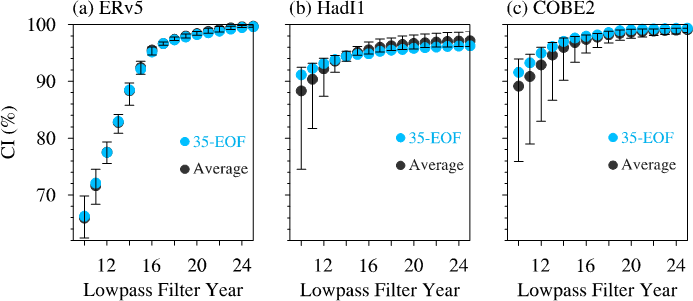 (a) ERv5 (b) HadI1 (c) COBE2
100
90
80
70
CI (%)
35-EOF 35-EOF 35-EOF
Average Average Average
12 16 20 24 12 16 20 24 12 16 20 24
Lowpass Filter Year Lowpass Filter Year Lowpass Filter Year